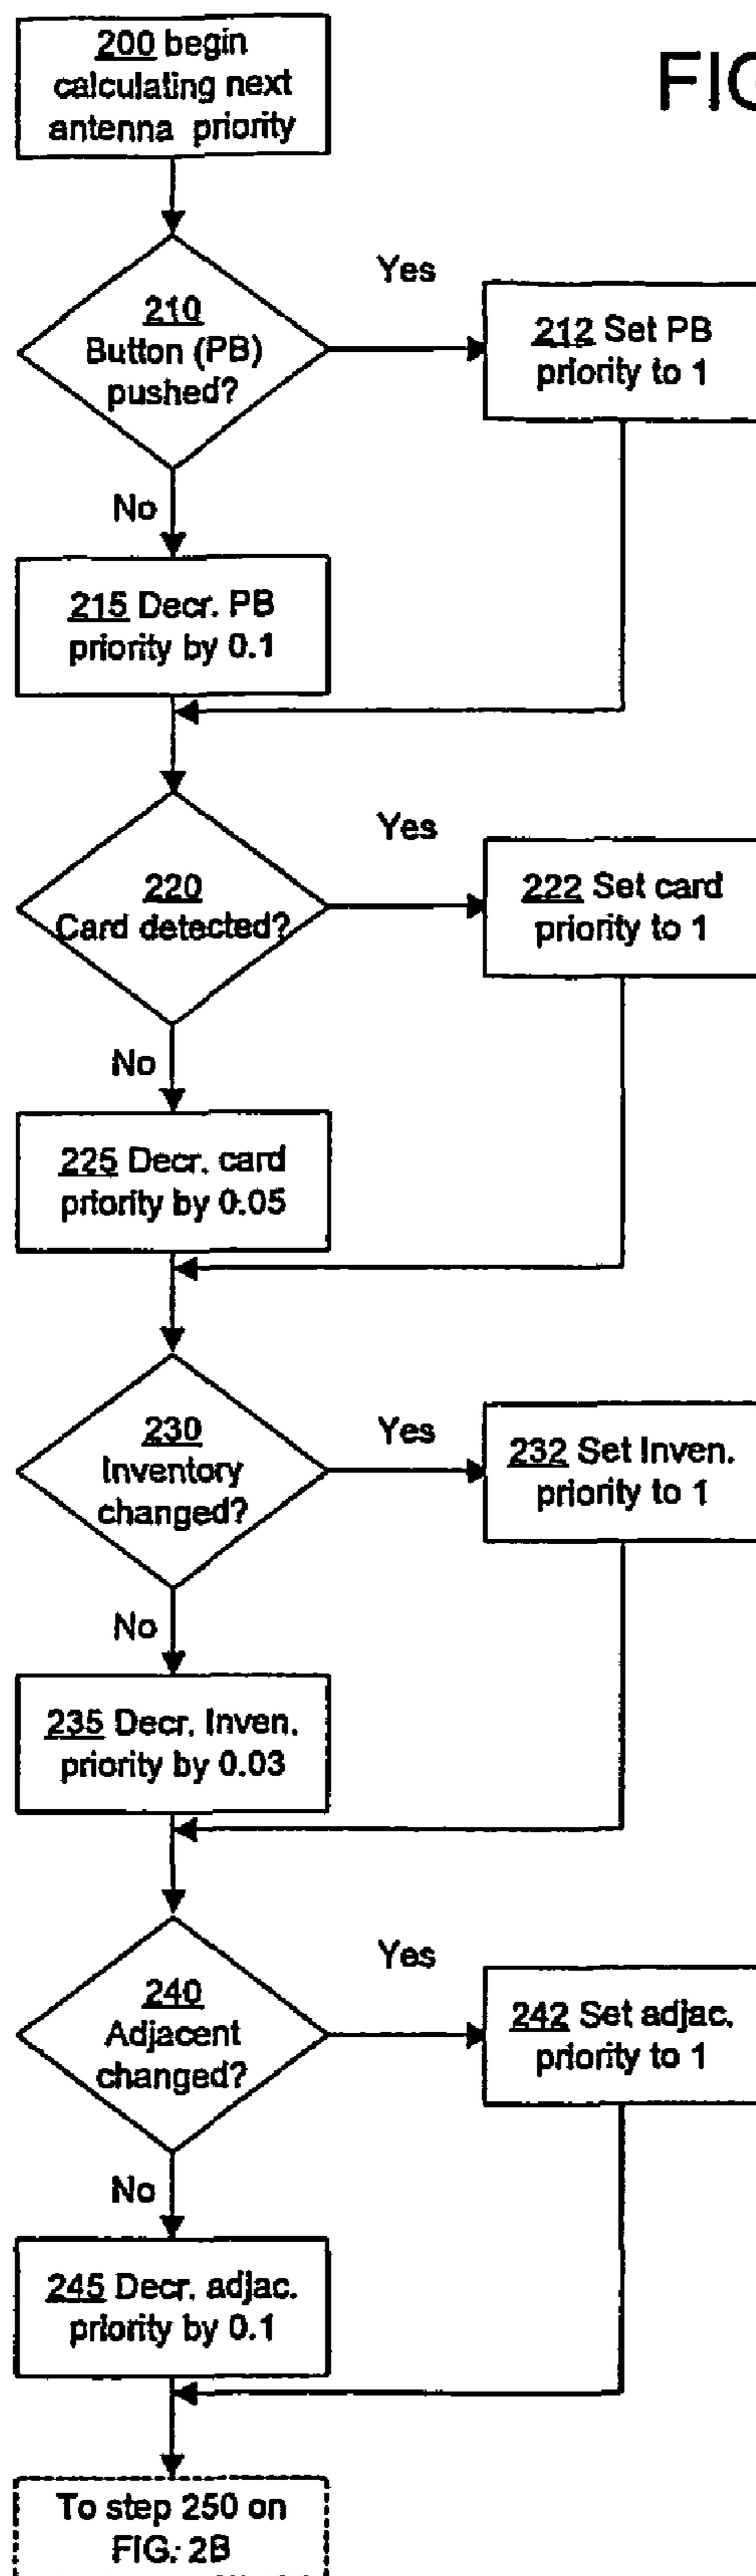 200 begin
calculating next
antenna priority
FIG
210
Button (PB)
pushed?
Yes
212 Set PB
priority to 1
No
215 Decr. PB
priority by 0.1
220
Card detected?
Yes
222 Set card
priority to 1
No
225 Decr. card
priority by 0.05
230
Inventory
changed?
Yes
232 Set Inven.
priority to 1
No
235 Decr. Inven.
priority by 0.03
240
Adjacent
changed?
Yes
242 Set adjac.
priority to 1
No
245 Decr. adjac.
priority by 0.1
To step 250 on
FIG. 2B